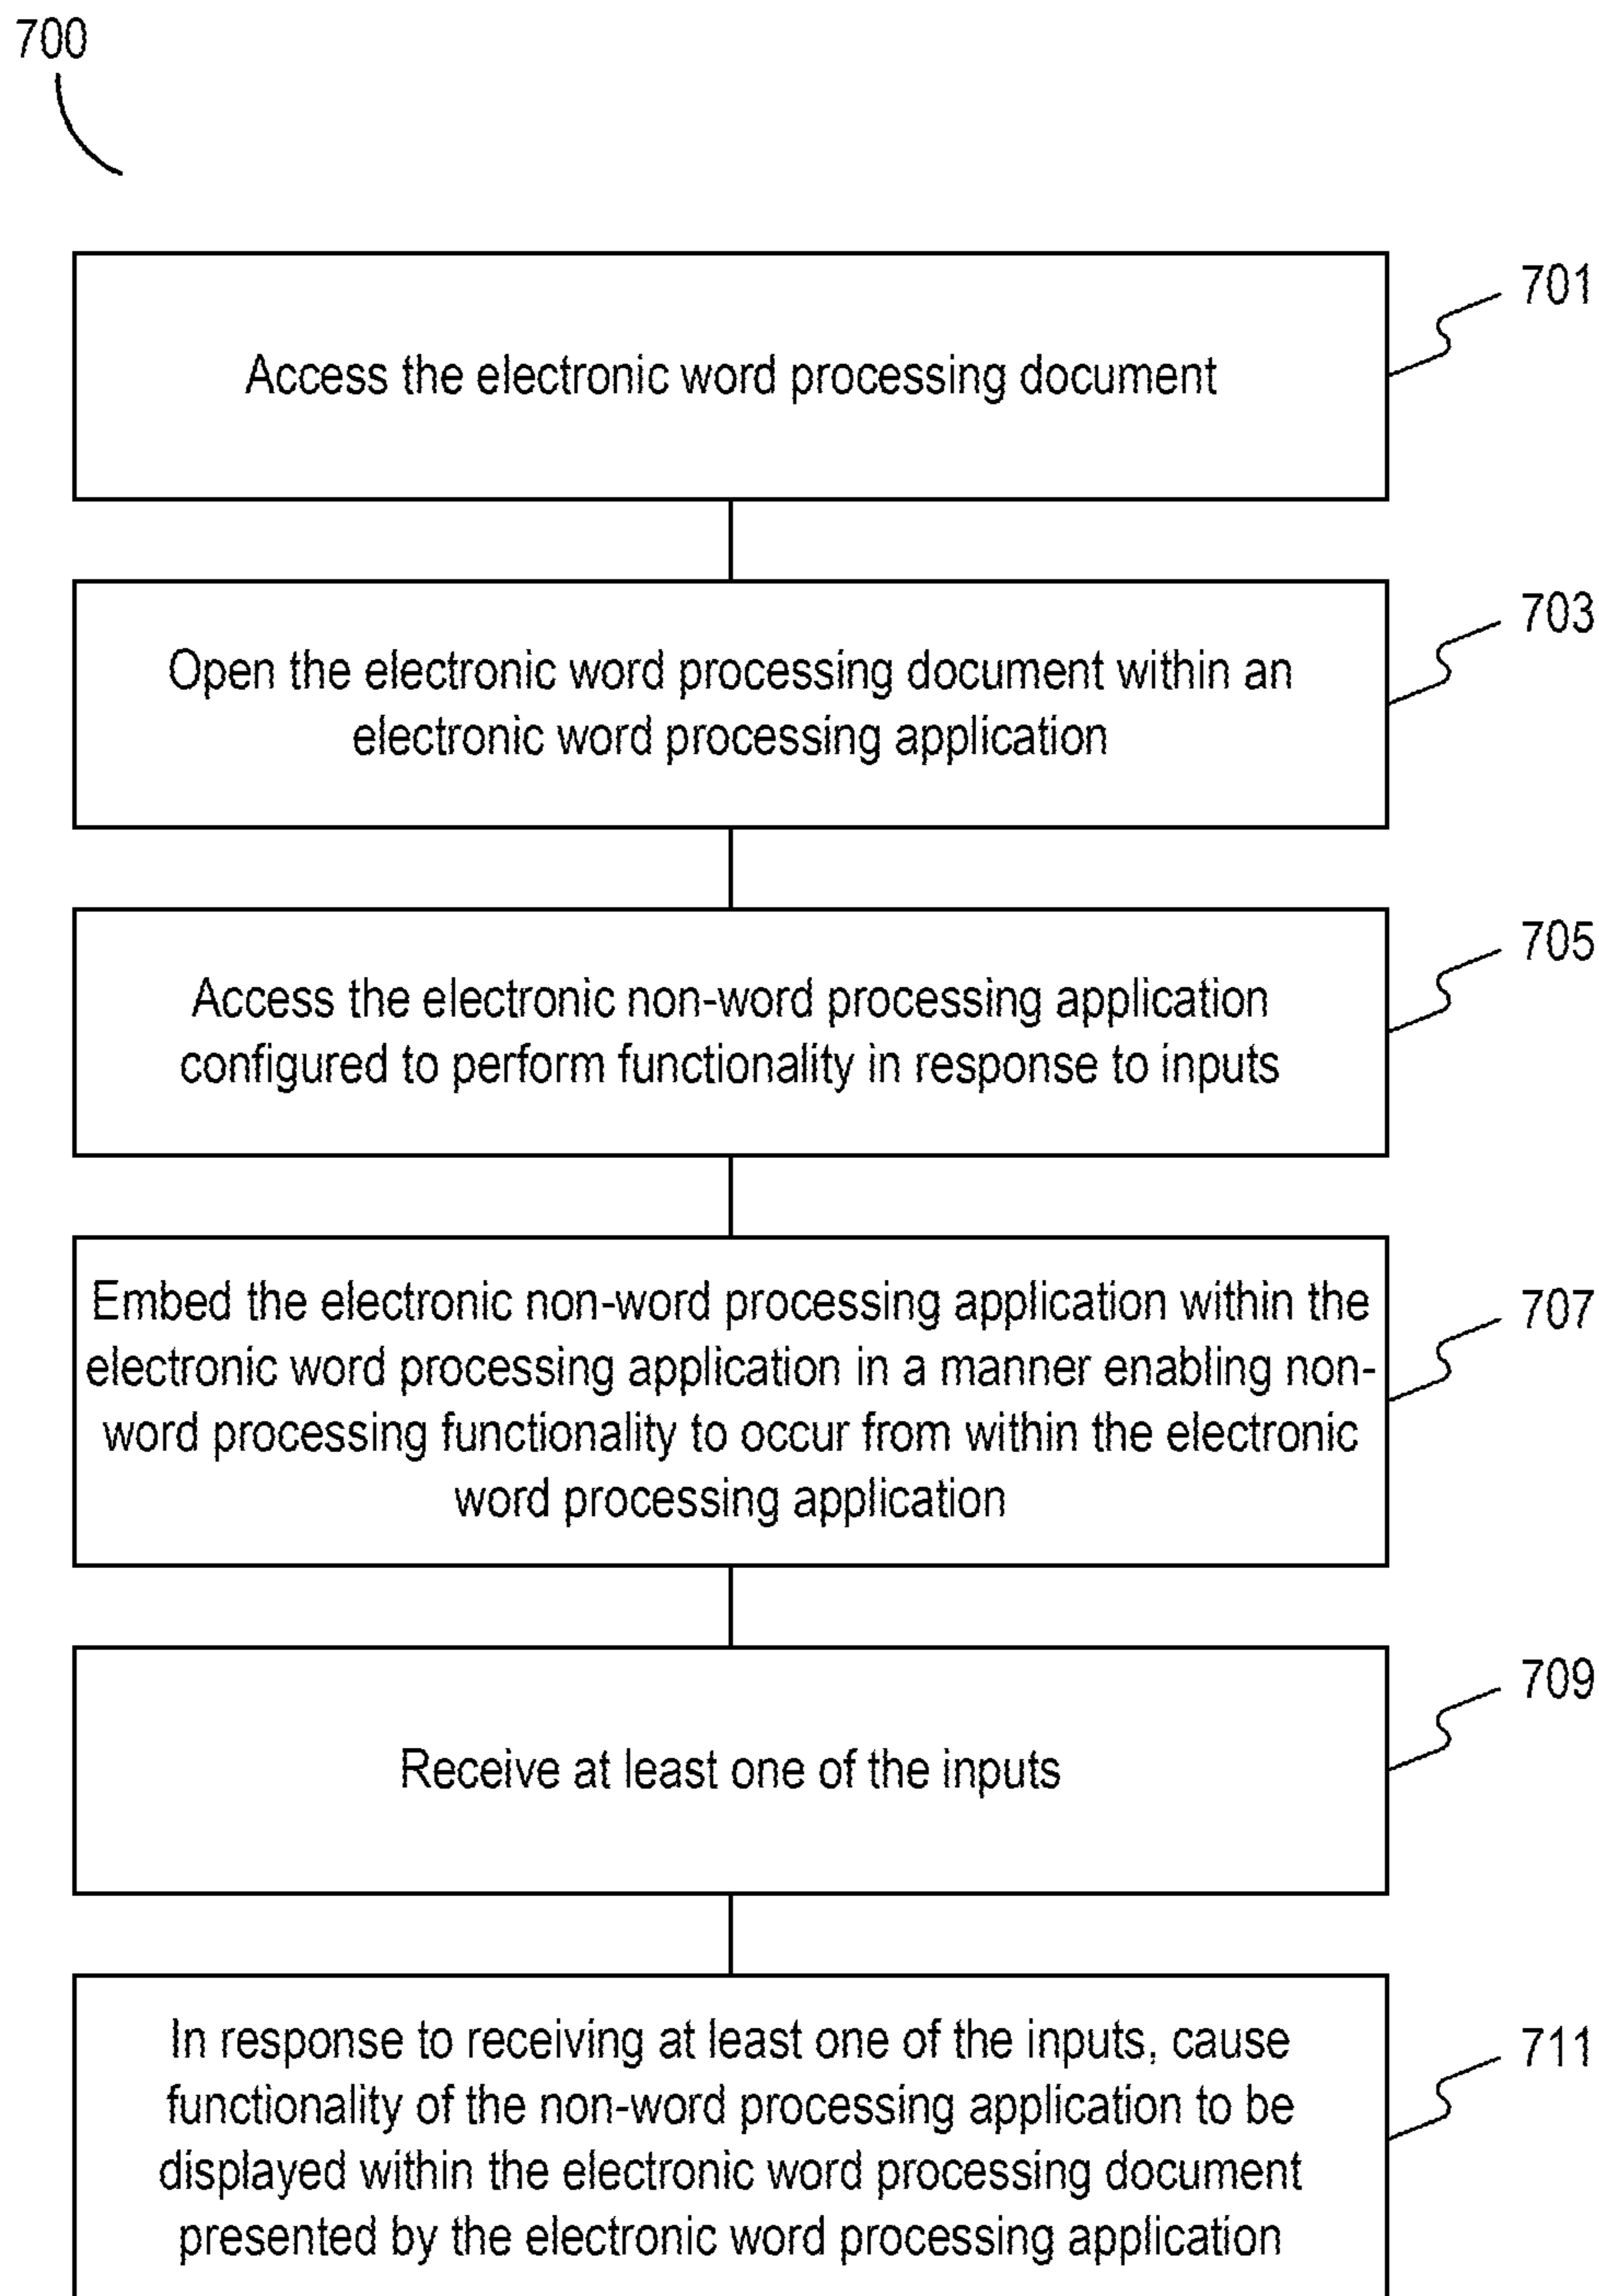 700
701
Access the electronic word processing document
703
Open the electronic word processing document within an
electronic word processing application
705
Access the electronic non-word processing application
configured to perform functionality in response to inputs
707
Embed the electronic non-word processing application within the
electronic word processing application in a manner enabling non-
word processing functionality to occur from within the electronic
word processing application
709
Receive at least one of the inputs
711
In response to receiving at least one of the inputs, cause
functionality of the non-word processing application to be
displayed within the electronic word processing document
presented by the electronic word processing application